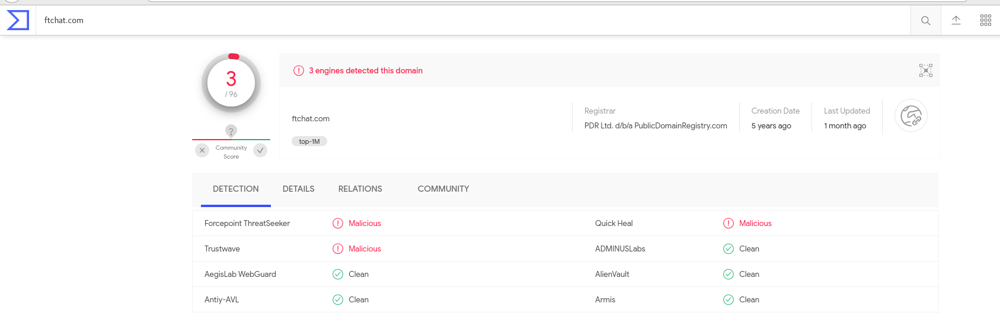 ftchat.com
3
/ 96
?
Community
Score
3 engines detected this domain
ftchat.com
top-1M
Registrar
PDR Ltd. d/b/a PublicDomainRegistry.com
Creation Date
5 years ago
Last Updated
1 month ago
DETECTION DETAILS RELATIONS COMMUNITY
Forcepoint ThreatSeeker Malicious Quick Heal Malicious
Trustwave Malicious ADMINUSLabs Clean
AegisLab WebGuard Clean AlienVault Clean
Antiy-AVL Clean Armis Clean